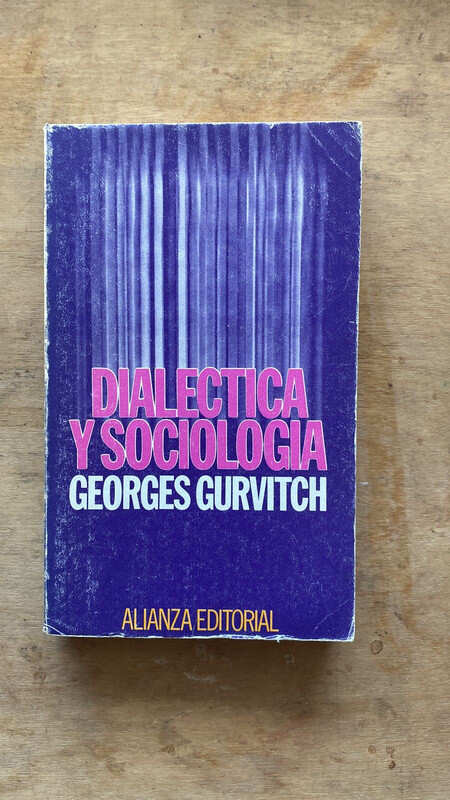 DIALECTICA
Y SOCIOLOGIA
GEORGES GURVITCH
ALIANZA EDITORIAL